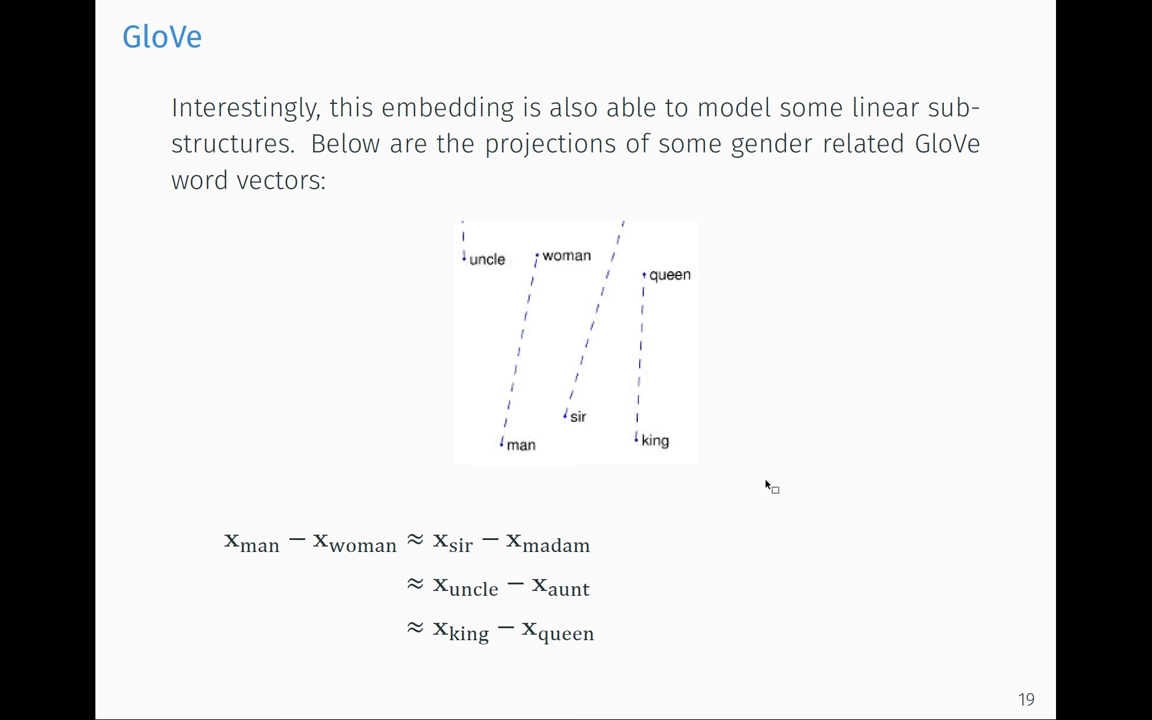 GloVe
Interestingly, this embedding is also able to model some linear sub-
structures. Below are the projections of some gender related GloVe
word vectors:
uncle
woman
queen
sir
man
king
x_man − x_woman ≈ x_sir − x_madam
≈ x_uncle − x_aunt
≈ x_king − x_queen
19